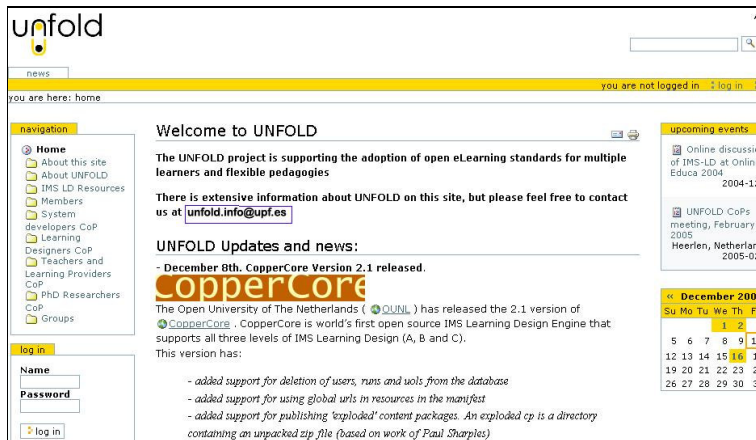 unfold
news
you are not logged in log in
you are here: home
navigation
Home
About this site
About UNFOLD
IMS LD Resources
Members
System
developers CoP
Learning
Designers CoP
Teachers and
Learning Providers
CoP
PhD Researchers
CoP
Groups
log in
Name
Password
log in
Welcome to UNFOLD
The UNFOLD project is supporting the adoption of open eLearning standards for multiple
learners and flexible pedagogies
There is extensive information about UNFOLD on this site, but please feel free to contact
us at unfold.info@upf.es
UNFOLD Updates and news:
- December 8th. CopperCore Version 2.1 released.
CopperCore
The Open University of The Netherlands ( OUNL ) has released the 2.1 version of
CopperCore . CopperCore is world's first open source IMS Learning Design Engine that
supports all three levels of IMS Learning Design (A, B and C).
This version has:
- added support for deletion of users, runs and uols from the database
- added support for using global urls in resources in the manifest
- added support for publishing 'exploded' content packages. An exploded cp is a directory
containing an unpacked zip file (based on work of Paul Sharples)
upcoming events
Online discussi
of IMS-LD at Onlin
Educa 2004
2004-1
UNFOLD CoPs
meeting, February
2005
Heerlen, Netherlan
2005-0
« December 200
Su Mo Tu We Th F
1 2
5 6 7 8 9 1
12 13 14 15 16 1
19 20 21 22 23 2
26 27 28 29 30 3